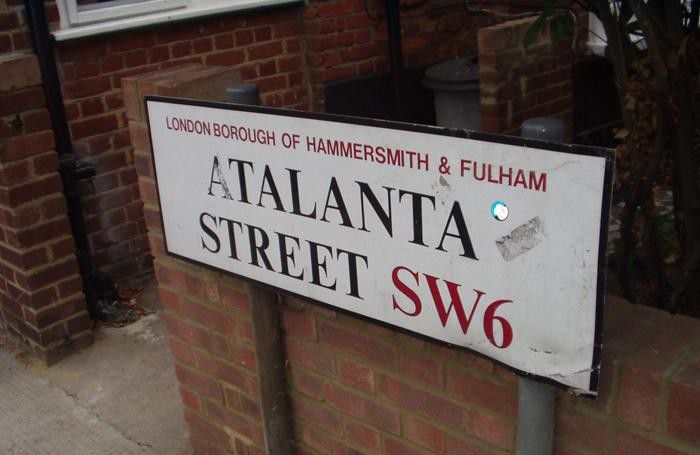 LONDON BOROUGH OF HAMMERSMITH & FULHAM
ATALANTA
STREET SW6